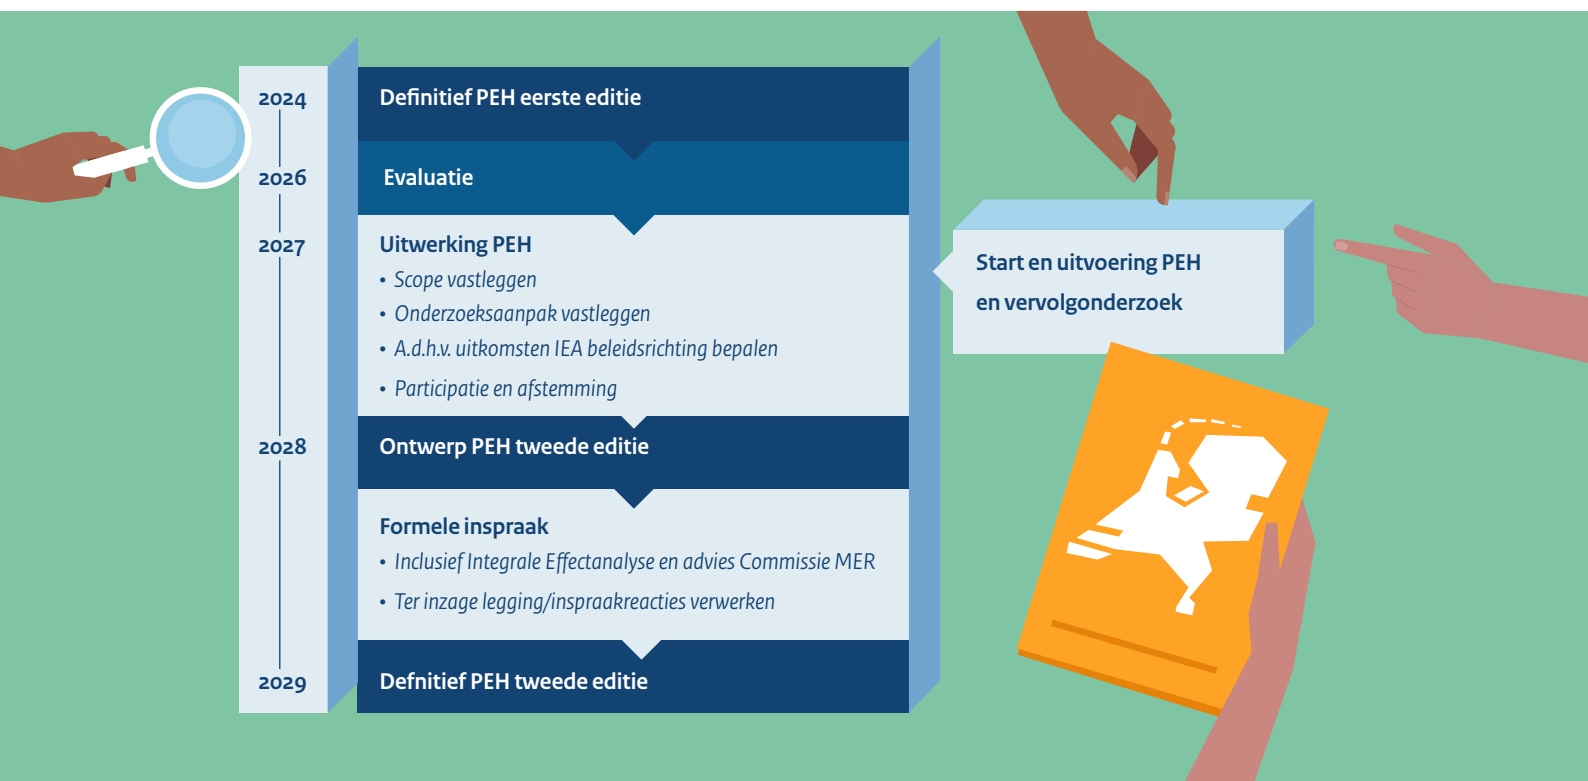 2024
Definitief PEH eerste editie
2026
Evaluatie
2027
Uitwerking PEH
• Scope vastleggen
• Onderzoeksaanpak vastleggen
• A.d.h.v. uitkomsten IEA beleidsrichting bepalen
• Participatie en afstemming
Start en uitvoering PEH
en vervolgonderzoek
2028
Ontwerp PEH tweede editie
Formele inspraak
• Inclusief Integrale Effectanalyse en advies Commissie MER
• Ter inzage legging/inspraakreacties verwerken
2029
Defnitief PEH tweede editie